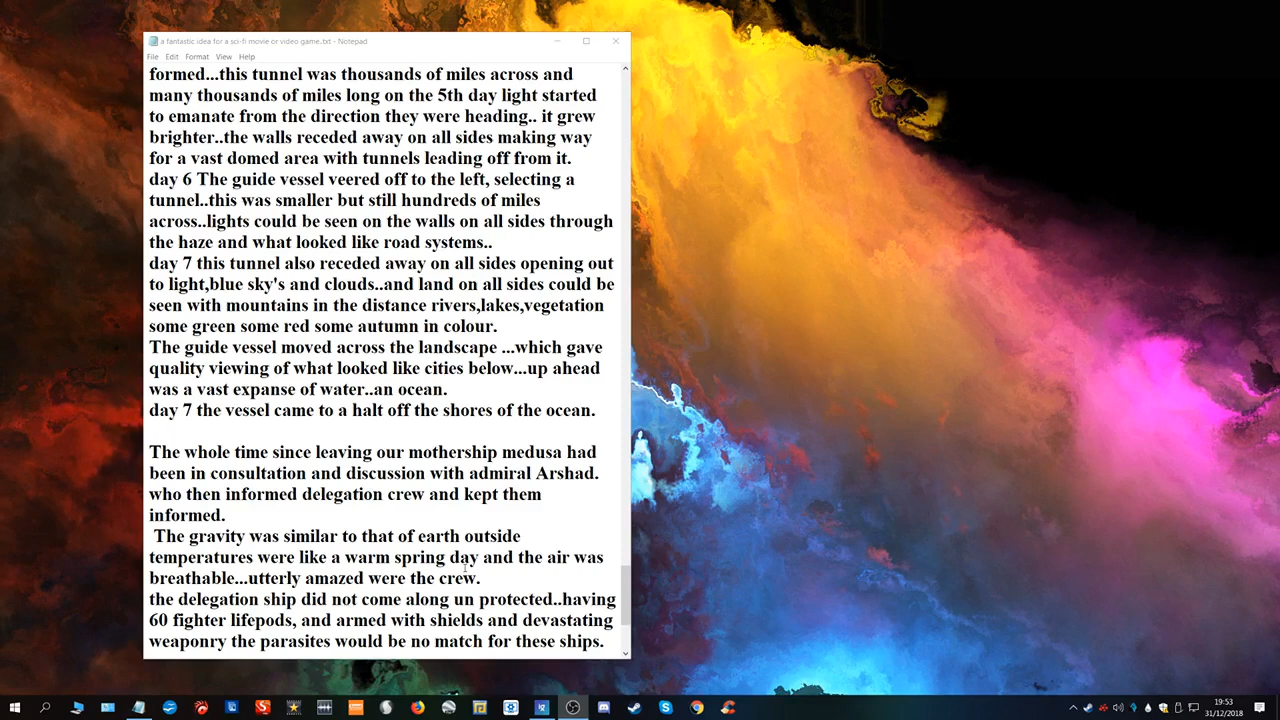 a fantastic idea for a sci-fi movie or video game.txt - Notepad
File Edit Format View Help
formed...this tunnel was thousands of miles across and
many thousands of miles long on the 5th day light started
to emanate from the direction they were heading.. it grew
brighter..the walls receded away on all sides making way
for a vast domed area with tunnels leading off from it.
day 6 The guide vessel veered off to the left, selecting a
tunnel..this was smaller but still hundreds of miles
across..lights could be seen on the walls on all sides through
the haze and what looked like road systems..
day 7 this tunnel also receded away on all sides opening out
to light,blue sky's and clouds..and land on all sides could be
seen with mountains in the distance rivers,lakes,vegetation
some green some red some autumn in colour.
The guide vessel moved across the landscape ...which gave
quality viewing of what looked like cities below...up ahead
was a vast expanse of water..an ocean.
day 7 the vessel came to a halt off the shores of the ocean.
The whole time since leaving our mothership medusa had
been in consultation and discussion with admiral Arshad.
who then informed delegation crew and kept them
informed.
The gravity was similar to that of earth outside
temperatures were like a warm spring day and the air was
breathable...utterly amazed were the crew.
the delegation ship did not come along un protected..having
60 fighter lifepods, and armed with shields and devastating
weaponry the parasites would be no match for these ships.
19:53
31/12/2018